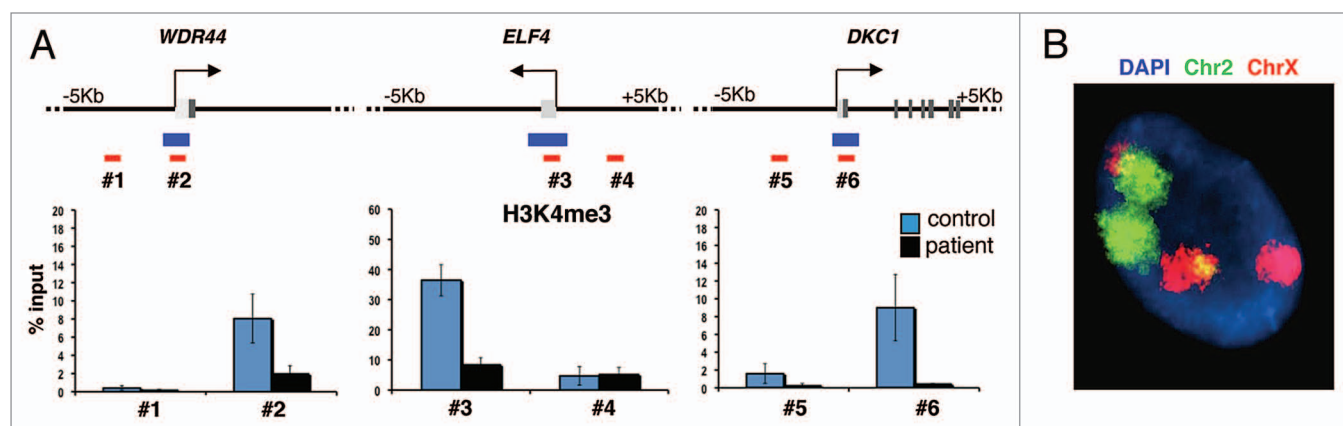 A
WDR44
ELF4
DKC1
-5Kb
-5Kb
+5Kb
-5Kb
+5Kb
#1
#2
#3
#4
#5
#6
H3K4me3
control
patient
% input
20
18
16
14
12
10
8
6
4
2
0
#1
#2
60
50
40
30
20
10
0
#3
#4
20
18
16
14
12
10
8
6
4
2
0
#5
#6
B
DAPI Chr2 ChrX